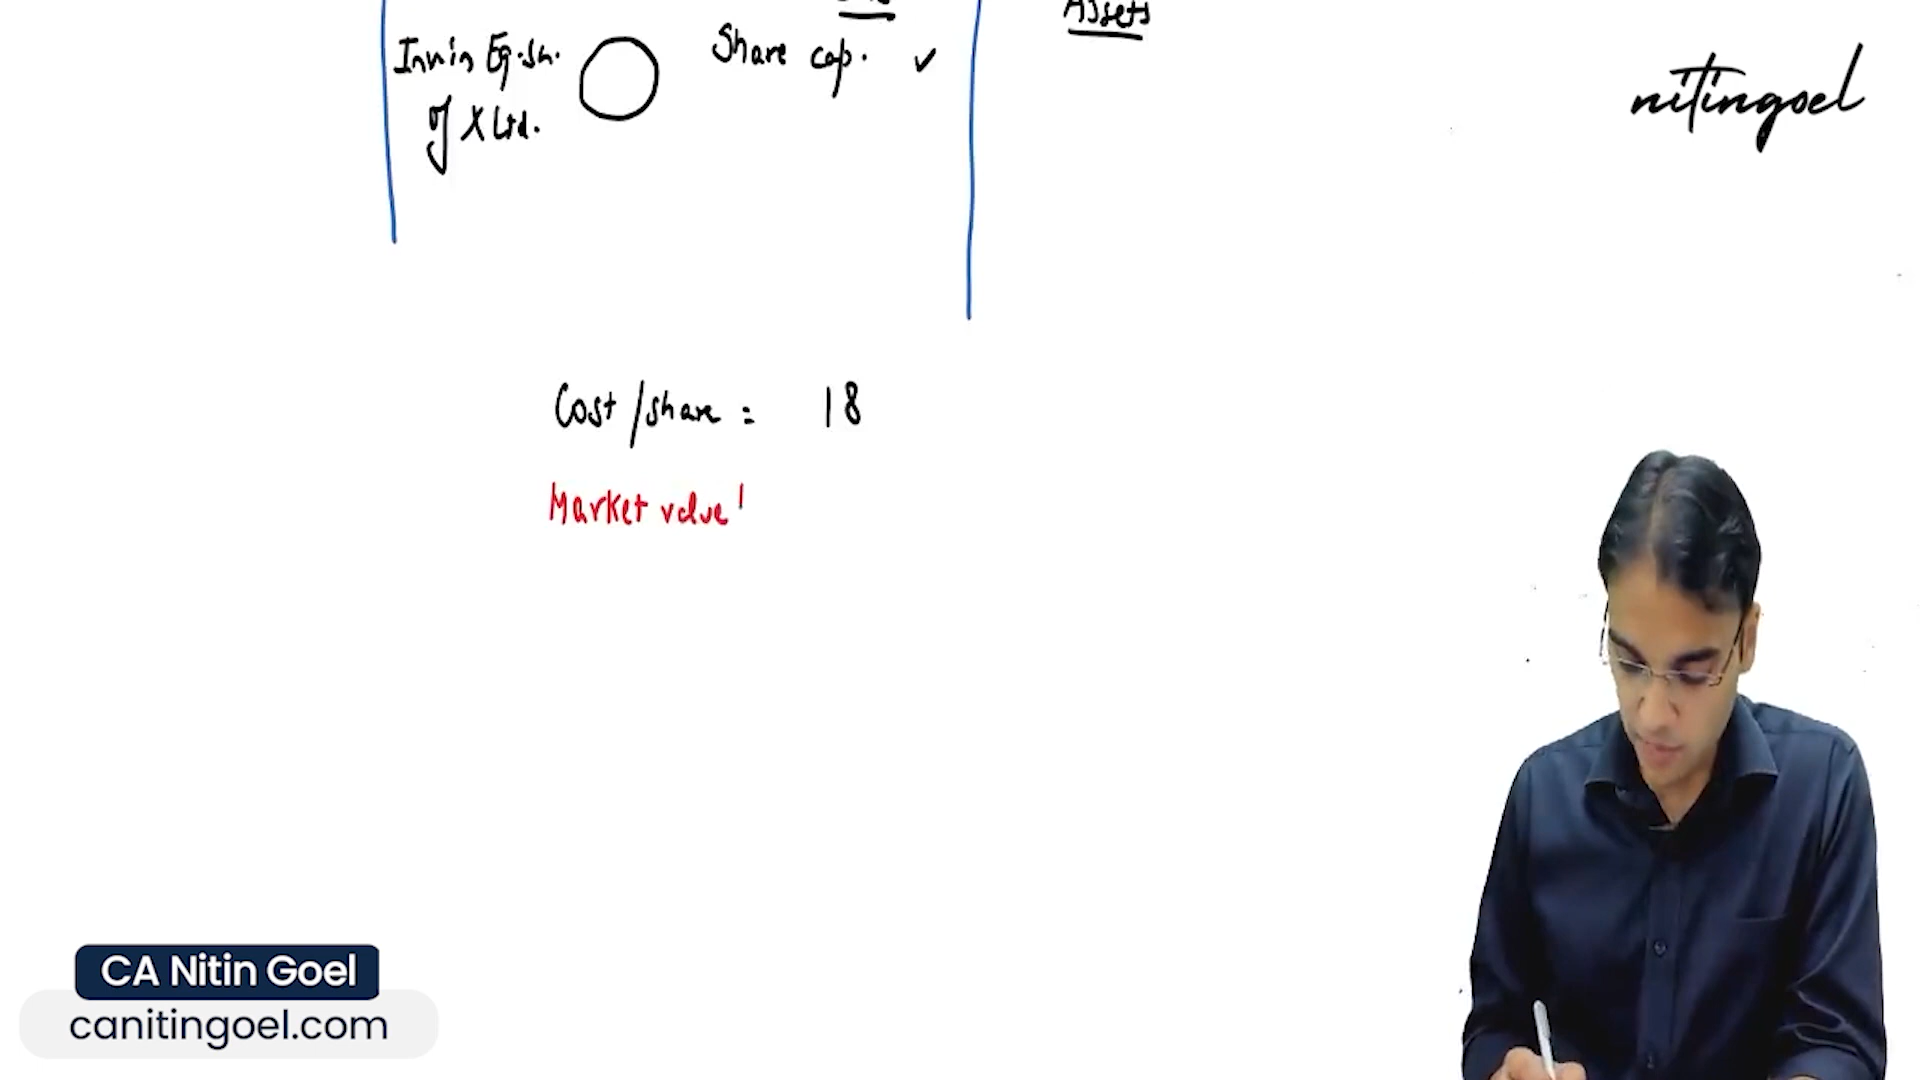 Assets
Inv. in Eq. sh.
of X Ltd.
Share cap. ✓
nitingoel
Cost/share = 18
Market value
CA Nitin Goel
canitingoel.com